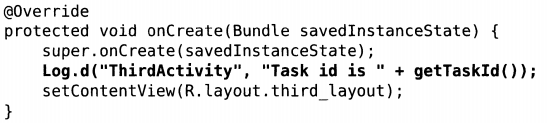 @Override
protected void onCreate(Bundle savedInstanceState) {
    super.onCreate(savedInstanceState);
    Log.d("ThirdActivity", "Task id is " + getTaskId());
    setContentView(R.layout.third_layout);
}